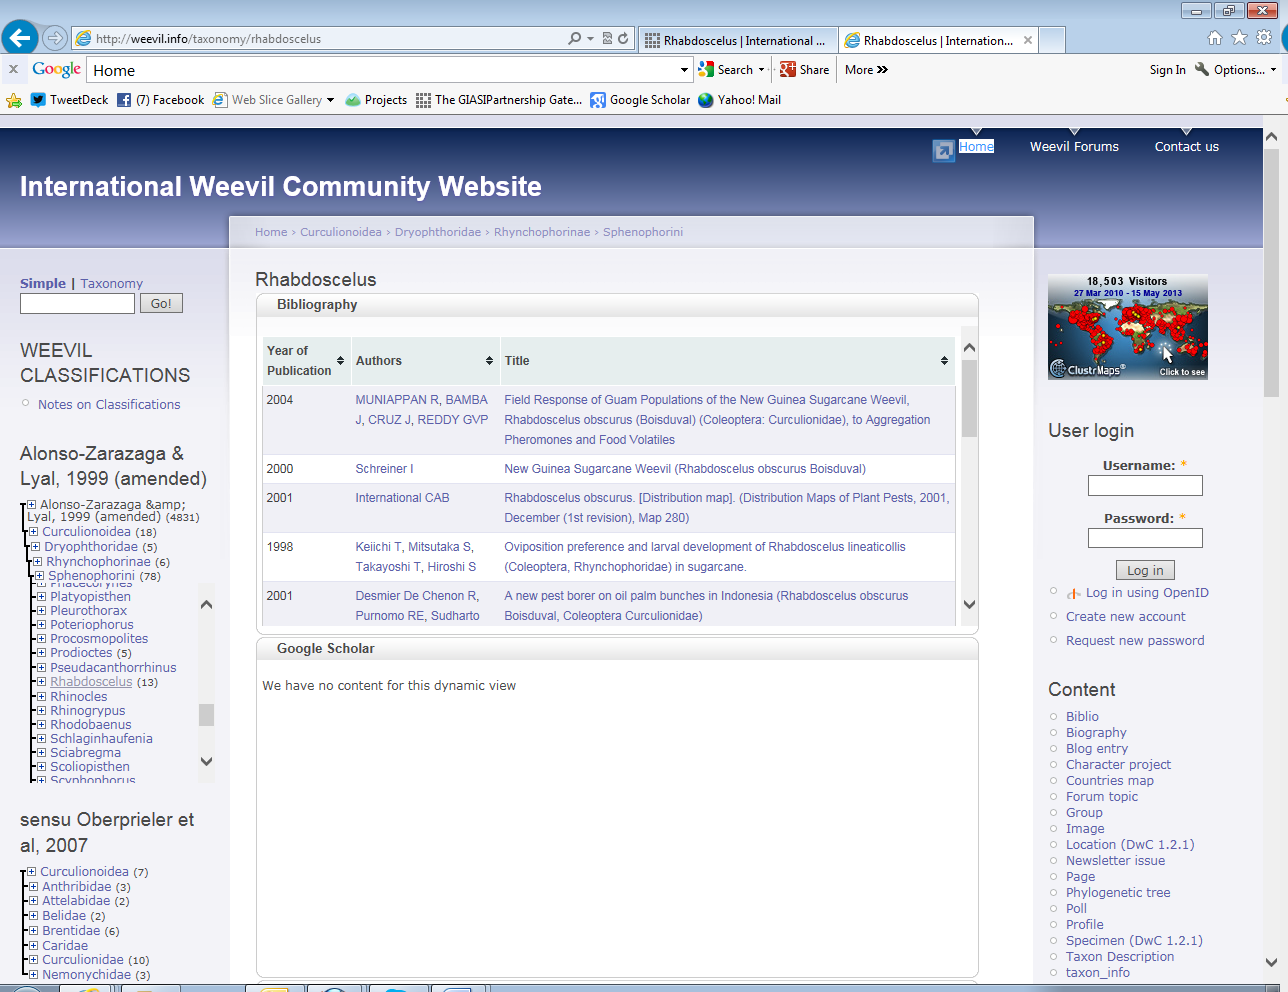 http://weevil.info/taxonomy/rhabdoscelus
Rhabdoscelus | International ...
Rhabdoscelus | Internation...
x Google Home Search Share More » Sign In Options...
TweetDeck (7) Facebook Web Slice Gallery Projects The GIASIPartnership Gate... Google Scholar Yahoo! Mail
Home Weevil Forums Contact us
International Weevil Community Website
Home › Curculionoidea › Dryophthoridae › Rhynchophorinae › Sphenophorini
Simple | Taxonomy
Go!
WEEVIL
CLASSIFICATIONS
Notes on Classifications
Alonso-Zarazaga &
Lyal, 1999 (amended)
Alonso-Zarazaga &amp;
Lyal, 1999 (amended) (4831)
Curculionoidea (18)
Dryophthoridae (5)
Rhynchophorinae (6)
Sphenophorini (78)
Phacecorynes
Platyopisthen
Pleurothorax
Poteriophorus
Procosmopolites
Prodioctes (5)
Pseudacanthorrhinus
Rhabdoscelus (13)
Rhinocles
Rhinogrypus
Rhodobaenus
Schlaginhaufenia
Sciabregma
Scoliopisthen
Scyphophorus
sensu Oberprieler et
al, 2007
Curculionoidea (7)
Anthribidae (3)
Attelabidae (2)
Belidae (2)
Brentidae (6)
Caridae
Curculionidae (10)
Nemonychidae (3)
Rhabdoscelus
Bibliography
Year of
Publication Authors Title
2004 MUNIAPPAN R, BAMBA
J, CRUZ J, REDDY GVP
Field Response of Guam Populations of the New Guinea Sugarcane Weevil,
Rhabdoscelus obscurus (Boisduval) (Coleoptera: Curculionidae), to Aggregation
Pheromones and Food Volatiles
2000 Schreiner I New Guinea Sugarcane Weevil (Rhabdoscelus obscurus Boisduval)
2001 International CAB
Rhabdoscelus obscurus. [Distribution map]. (Distribution Maps of Plant Pests, 2001,
December (1st revision), Map 280)
1998 Keiichi T, Mitsutaka S,
Takayoshi T, Hiroshi S
Oviposition preference and larval development of Rhabdoscelus lineaticollis
(Coleoptera, Rhynchophoridae) in sugarcane.
2001 Desmier De Chenon R,
Purnomo RE, Sudharto
A new pest borer on oil palm bunches in Indonesia (Rhabdoscelus obscurus
Boisduval, Coleoptera Curculionidae)
Google Scholar
We have no content for this dynamic view
18,503 Visitors
27 Mar 2010 - 15 May 2013
ClustrMaps® Click to see
User login
Username: *
Password: *
Log in
Log in using OpenID
Create new account
Request new password
Content
Biblio
Biography
Blog entry
Character project
Countries map
Forum topic
Group
Image
Location (DwC 1.2.1)
Newsletter issue
Page
Phylogenetic tree
Poll
Profile
Specimen (DwC 1.2.1)
Taxon Description
taxon_info